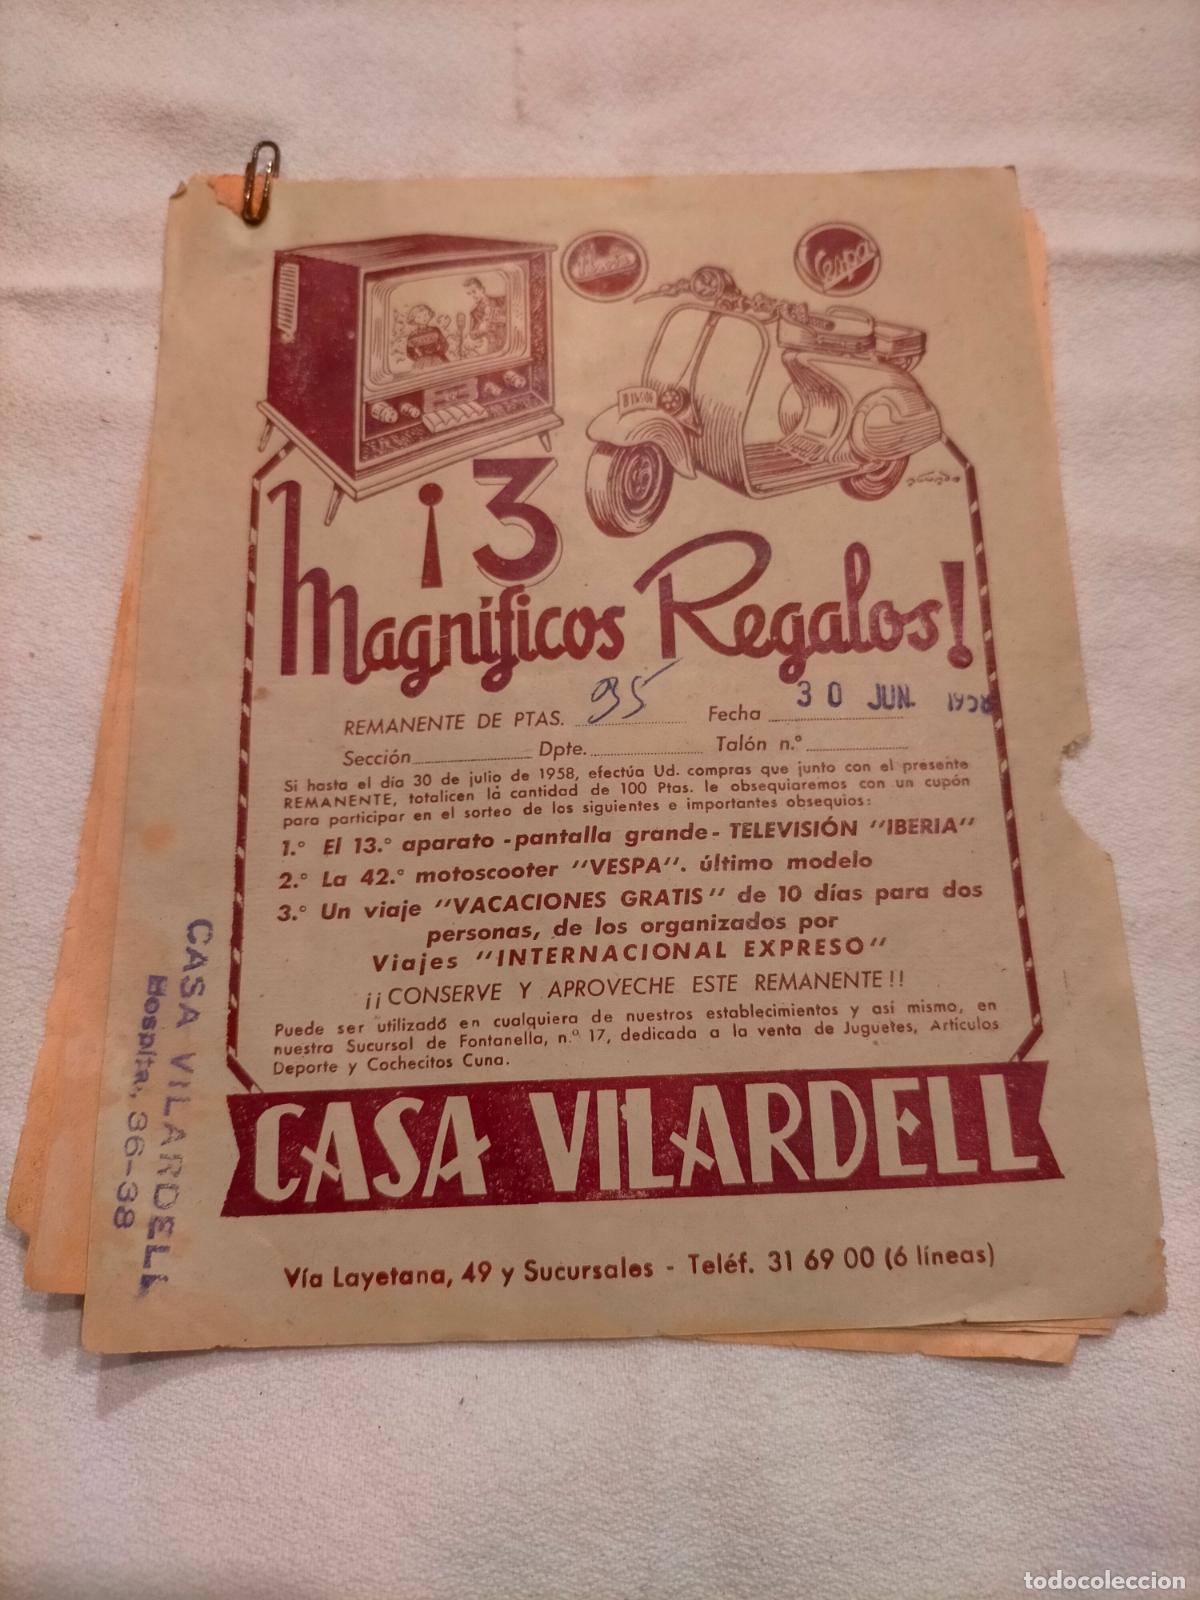 Vespa
¡3
Magníficos Regalos!
REMANENTE DE PTAS. 95 Fecha 30 JUN. 1958
Sección Dpte. Talón n.º
Si hasta el día 30 de julio de 1958, efectúa Ud. compras que junto con el presente
REMANENTE, totalicen la cantidad de 100 Ptas. le obsequiaremos con un cupón
para participar en el sorteo de los siguientes e importantes obsequios:
1.º El 13.º aparato -pantalla grande- TELEVISIÓN "IBERIA"
2.º La 42.º motoscooter "VESPA". último modelo
3.º Un viaje "VACACIONES GRATIS" de 10 días para dos
personas, de los organizados por
Viajes "INTERNACIONAL EXPRESO"
¡¡CONSERVE Y APROVECHE ESTE REMANENTE!!
Puede ser utilizado en cualquiera de nuestros establecimientos y así mismo, en
nuestra Sucursal de Fontanella, n.º 17, dedicada a la venta de Juguetes, Artículos
Deporte y Cochecitos Cuna.
CASA VILARDELL
Vía Layetana, 49 y Sucursales - Teléf. 31 69 00 (6 líneas)
CASA VILARDELL
Hospita, 36-38
todocoleccion